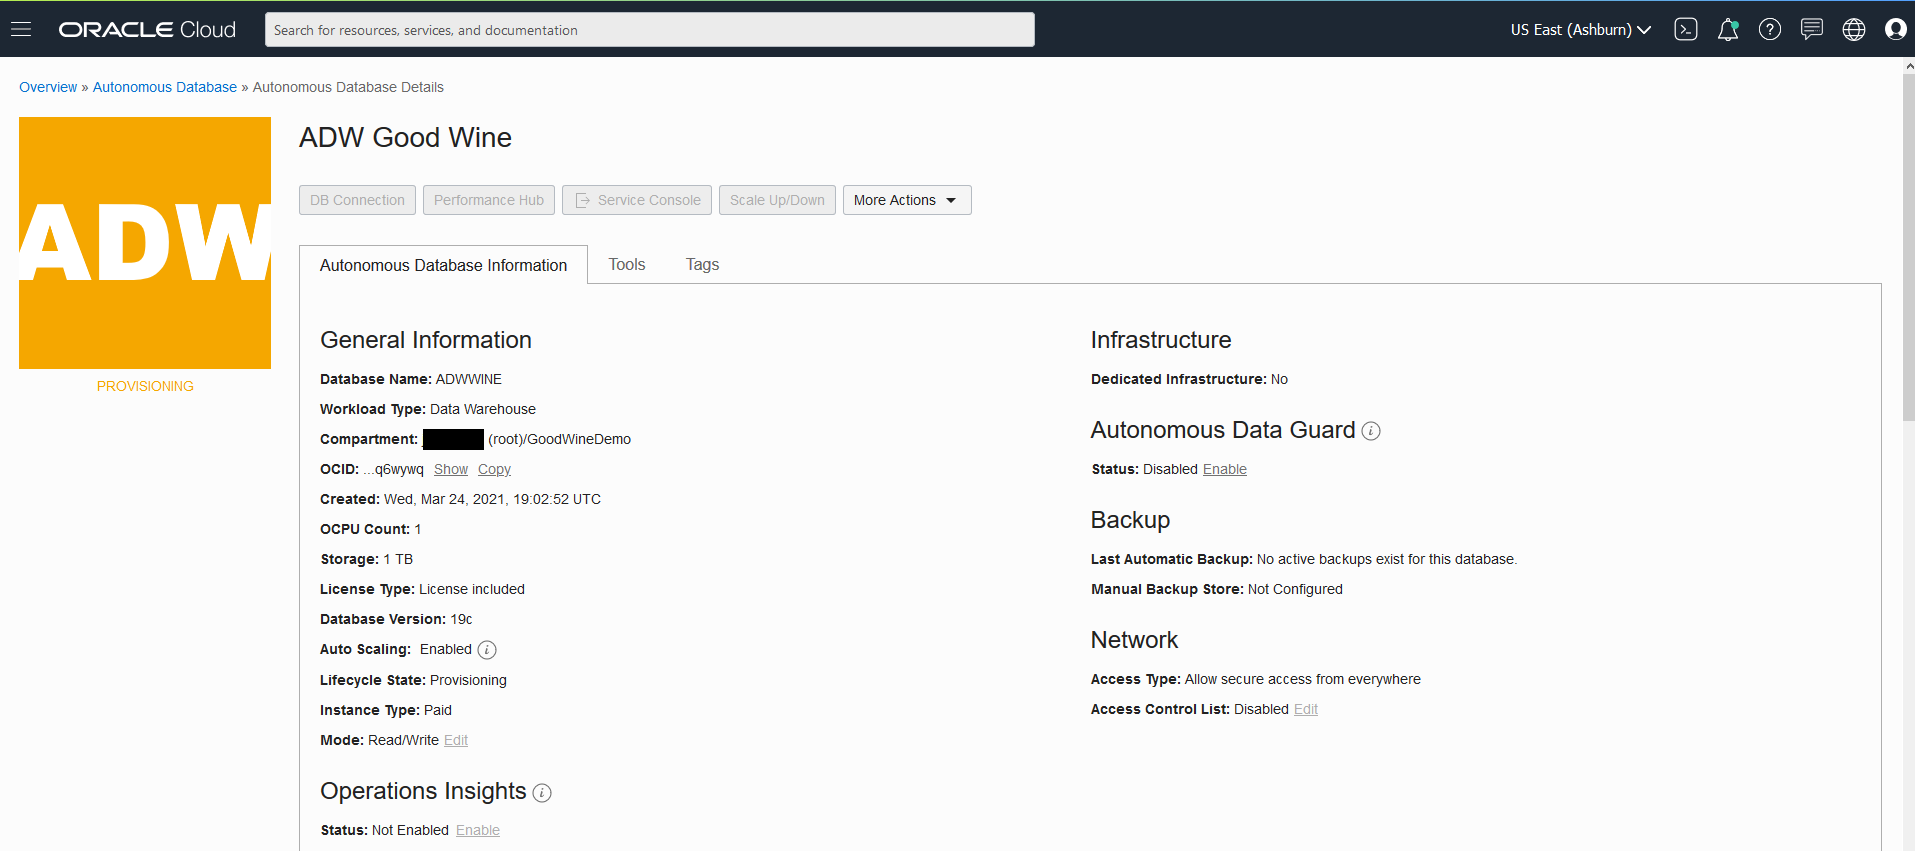 ORACLE Cloud
Search for resources, services, and documentation
US East (Ashburn)
Overview » Autonomous Database » Autonomous Database Details
ADW
PROVISIONING
ADW Good Wine
DB Connection Performance Hub Service Console Scale Up/Down More Actions
Autonomous Database Information Tools Tags
General Information
Database Name: ADWWINE
Workload Type: Data Warehouse
Compartment: (root)/GoodWineDemo
OCID: ...q6wywq Show Copy
Created: Wed, Mar 24, 2021, 19:02:52 UTC
OCPU Count: 1
Storage: 1 TB
License Type: License included
Database Version: 19c
Auto Scaling: Enabled
Lifecycle State: Provisioning
Instance Type: Paid
Mode: Read/Write Edit
Operations Insights
Status: Not Enabled Enable
Infrastructure
Dedicated Infrastructure: No
Autonomous Data Guard
Status: Disabled Enable
Backup
Last Automatic Backup: No active backups exist for this database.
Manual Backup Store: Not Configured
Network
Access Type: Allow secure access from everywhere
Access Control List: Disabled Edit